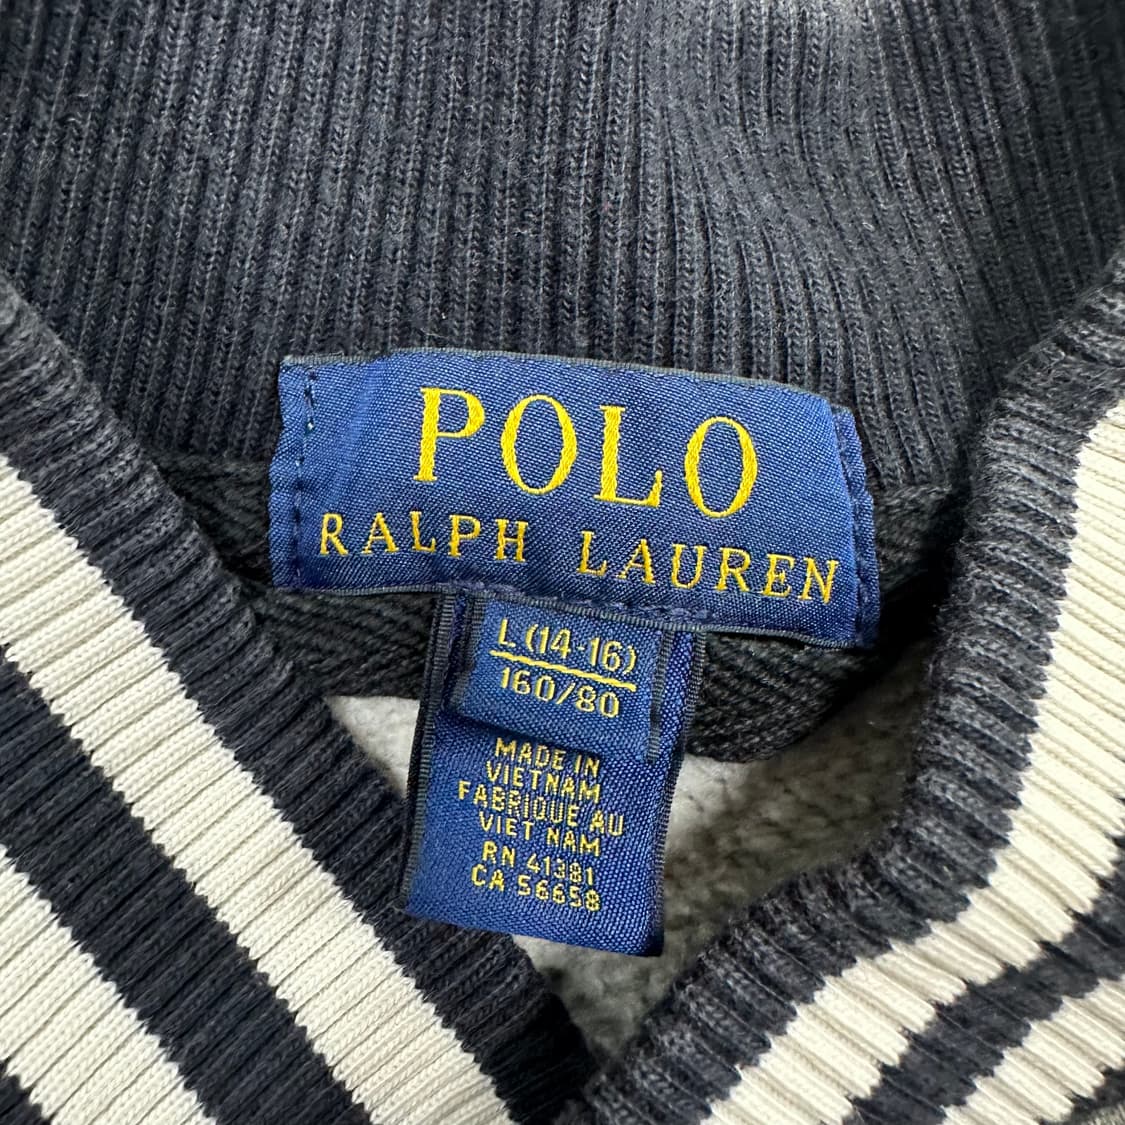 POLO
RALPH LAUREN
L (14-16)
160/80
MADE IN
VIETNAM
FABRIQUE AU
VIET NAM
RN 41381
CA 56658